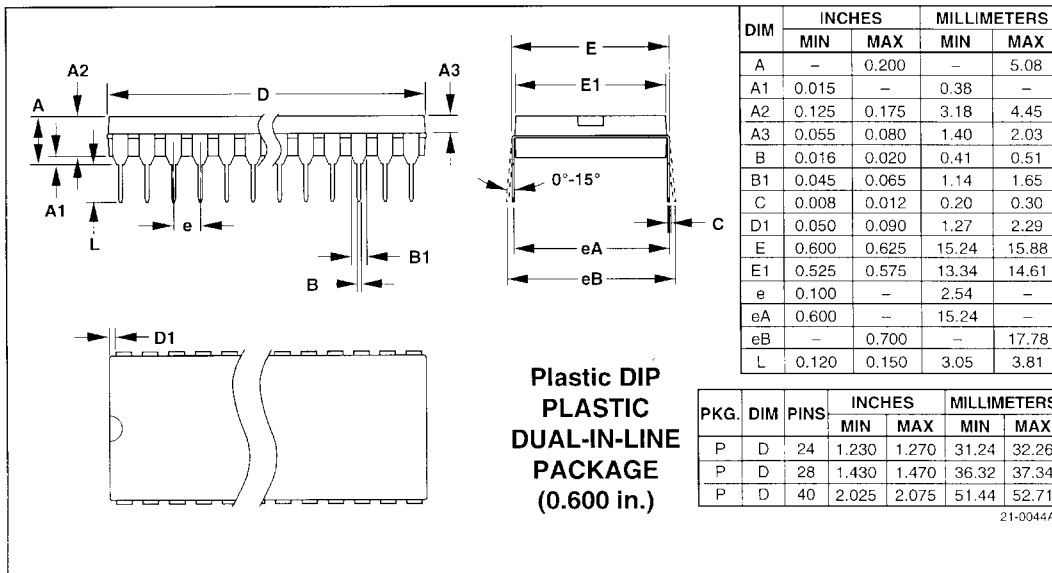 A2
A
A3
D
A1
L
e
B
B1
E
E1
0°-15°
C
eA
eB
D1
Plastic DIP
PLASTIC
DUAL-IN-LINE
PACKAGE
(0.600 in.)
DIM INCHES MILLIMETERS
MIN MAX MIN MAX
A – 0.200 – 5.08
A1 0.015 – 0.38 –
A2 0.125 0.175 3.18 4.45
A3 0.055 0.080 1.40 2.03
B 0.016 0.020 0.41 0.51
B1 0.045 0.065 1.14 1.65
C 0.008 0.012 0.20 0.30
D1 0.050 0.090 1.27 2.29
E 0.600 0.625 15.24 15.88
E1 0.525 0.575 13.34 14.61
e 0.100 – 2.54 –
eA 0.600 – 15.24 –
eB – 0.700 – 17.78
L 0.120 0.150 3.05 3.81
PKG. DIM PINS INCHES MILLIMETERS
MIN MAX MIN MAX
P D 24 1.230 1.270 31.24 32.26
P D 28 1.430 1.470 36.32 37.34
P D 40 2.025 2.075 51.44 52.71
21-0044A